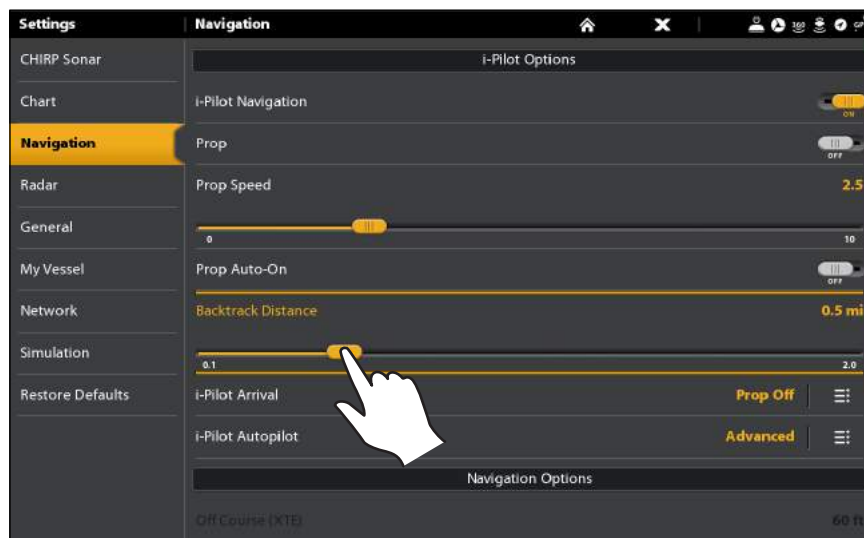 Settings
Navigation
CHIRP Sonar
i-Pilot Options
Chart
i-Pilot Navigation
ON
Navigation
Prop
OFF
Radar
Prop Speed
2.5
General
0
10
My Vessel
Prop Auto-On
OFF
Network
Backtrack Distance
0.5 mi
Simulation
0.1
2.0
Restore Defaults
i-Pilot Arrival
Prop Off
i-Pilot Autopilot
Advanced
Navigation Options
Off Course (XTE)
60 ft